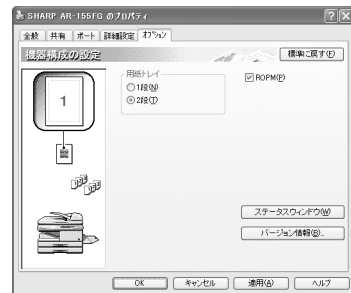 SHARP AR-155FG のプロパティ
全般 共有 ポート 詳細設定 オプション
機器構成の設定
標準に戻す(F)
用紙トレイ
1段(N)
2段(T)
ROPM(P)
1
ステータスウィンドウ(W)
バージョン情報(B)...
OK キャンセル 適用(A) ヘルプ